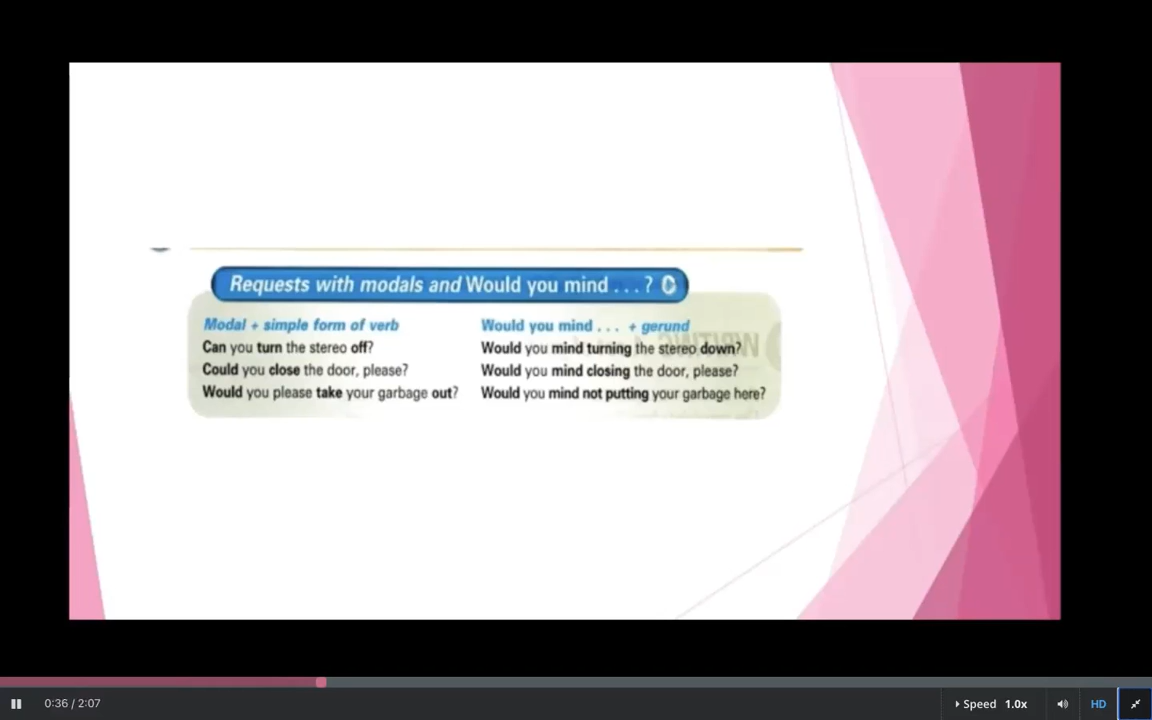 Requests with modals and Would you mind . . . ?
Modal + simple form of verb
Can you turn the stereo off?
Could you close the door, please?
Would you please take your garbage out?
Would you mind . . . + gerund
Would you mind turning the stereo down?
Would you mind closing the door, please?
Would you mind not putting your garbage here?
0:36 / 2:07
Speed 1.0x
HD